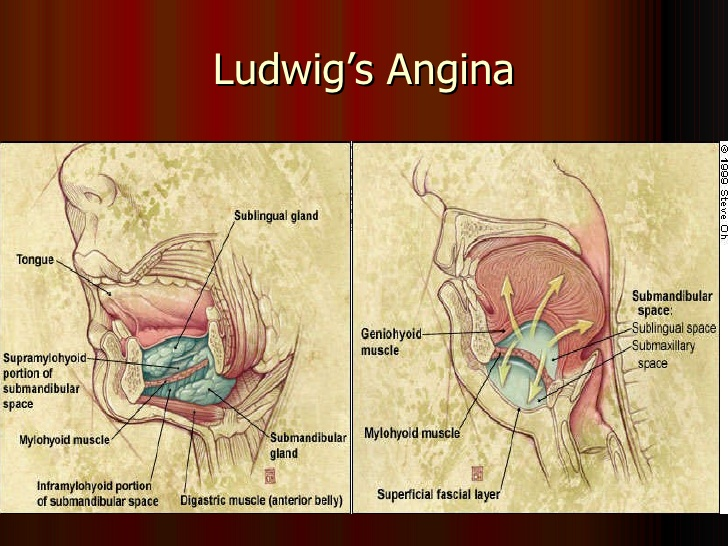 Ludwig’s Angina
Sublingual gland
Tongue
Supramylohyoid
portion of
submandibular
space
Mylohyoid muscle
Inframylohyoid portion
of submandibular space
Digastric muscle (anterior belly)
Submandibular
gland
Geniohyoid
muscle
Mylohyoid muscle
Superficial fascial layer
Submandibular
space:
Sublingual space
Submaxillary
space
© 1999 Steve Oh